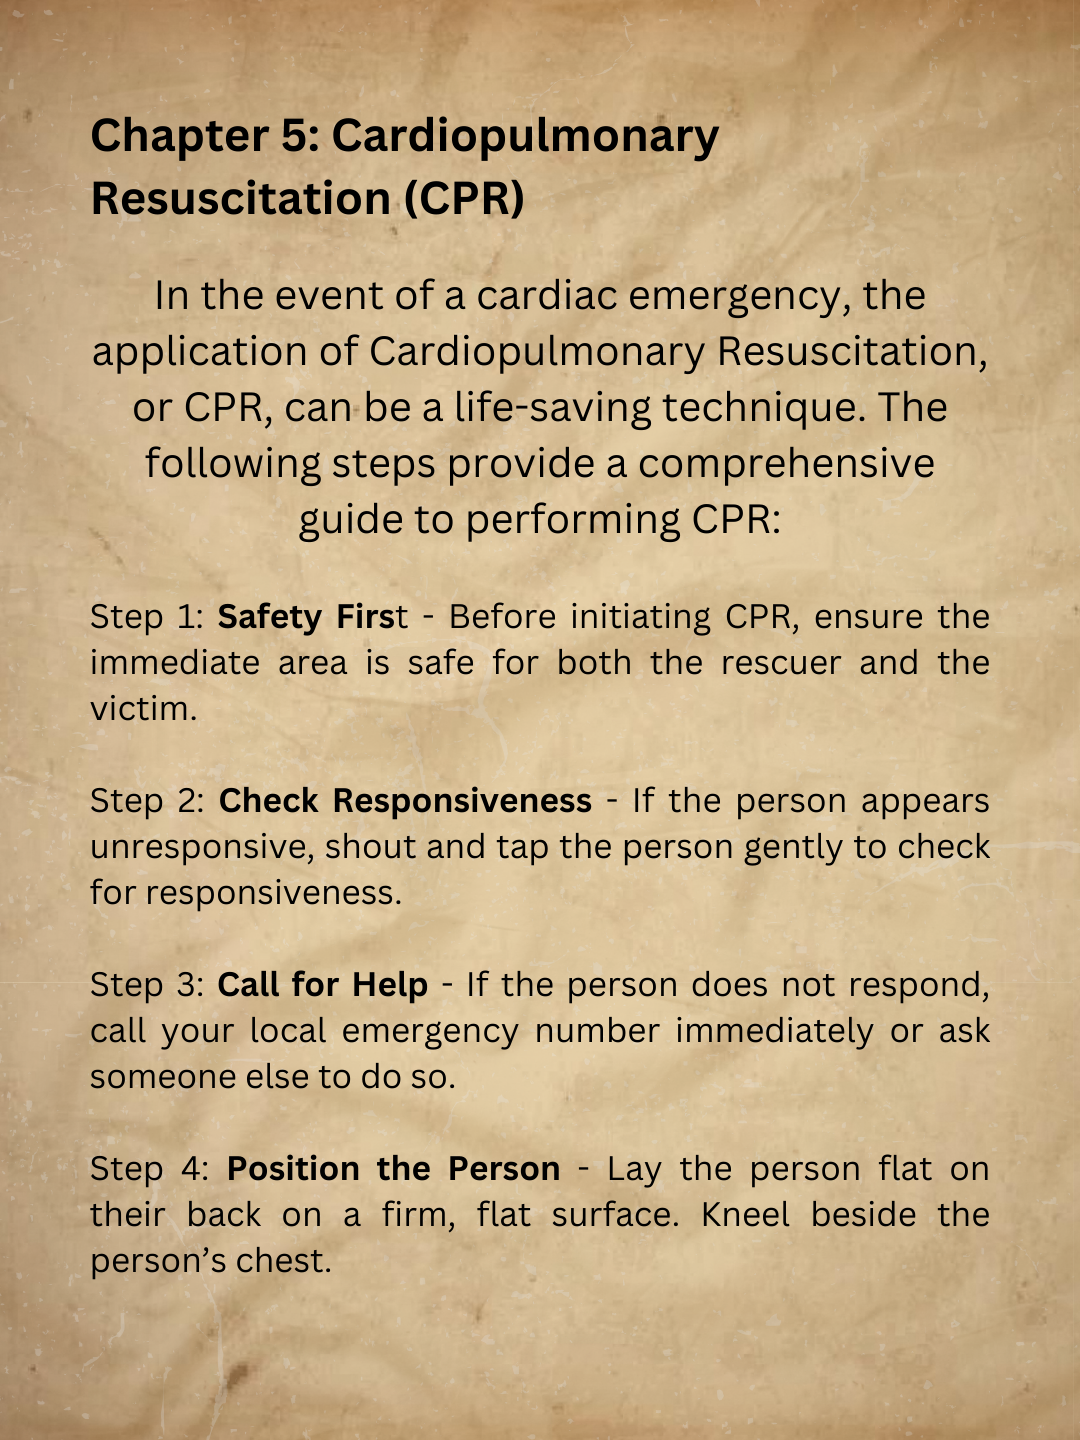 Chapter 5: Cardiopulmonary
Resuscitation (CPR)
In the event of a cardiac emergency, the
application of Cardiopulmonary Resuscitation,
or CPR, can be a life-saving technique. The
following steps provide a comprehensive
guide to performing CPR:
Step 1: Safety First - Before initiating CPR, ensure the
immediate area is safe for both the rescuer and the
victim.
Step 2: Check Responsiveness - If the person appears
unresponsive, shout and tap the person gently to check
for responsiveness.
Step 3: Call for Help - If the person does not respond,
call your local emergency number immediately or ask
someone else to do so.
Step 4: Position the Person - Lay the person flat on
their back on a firm, flat surface. Kneel beside the
person’s chest.